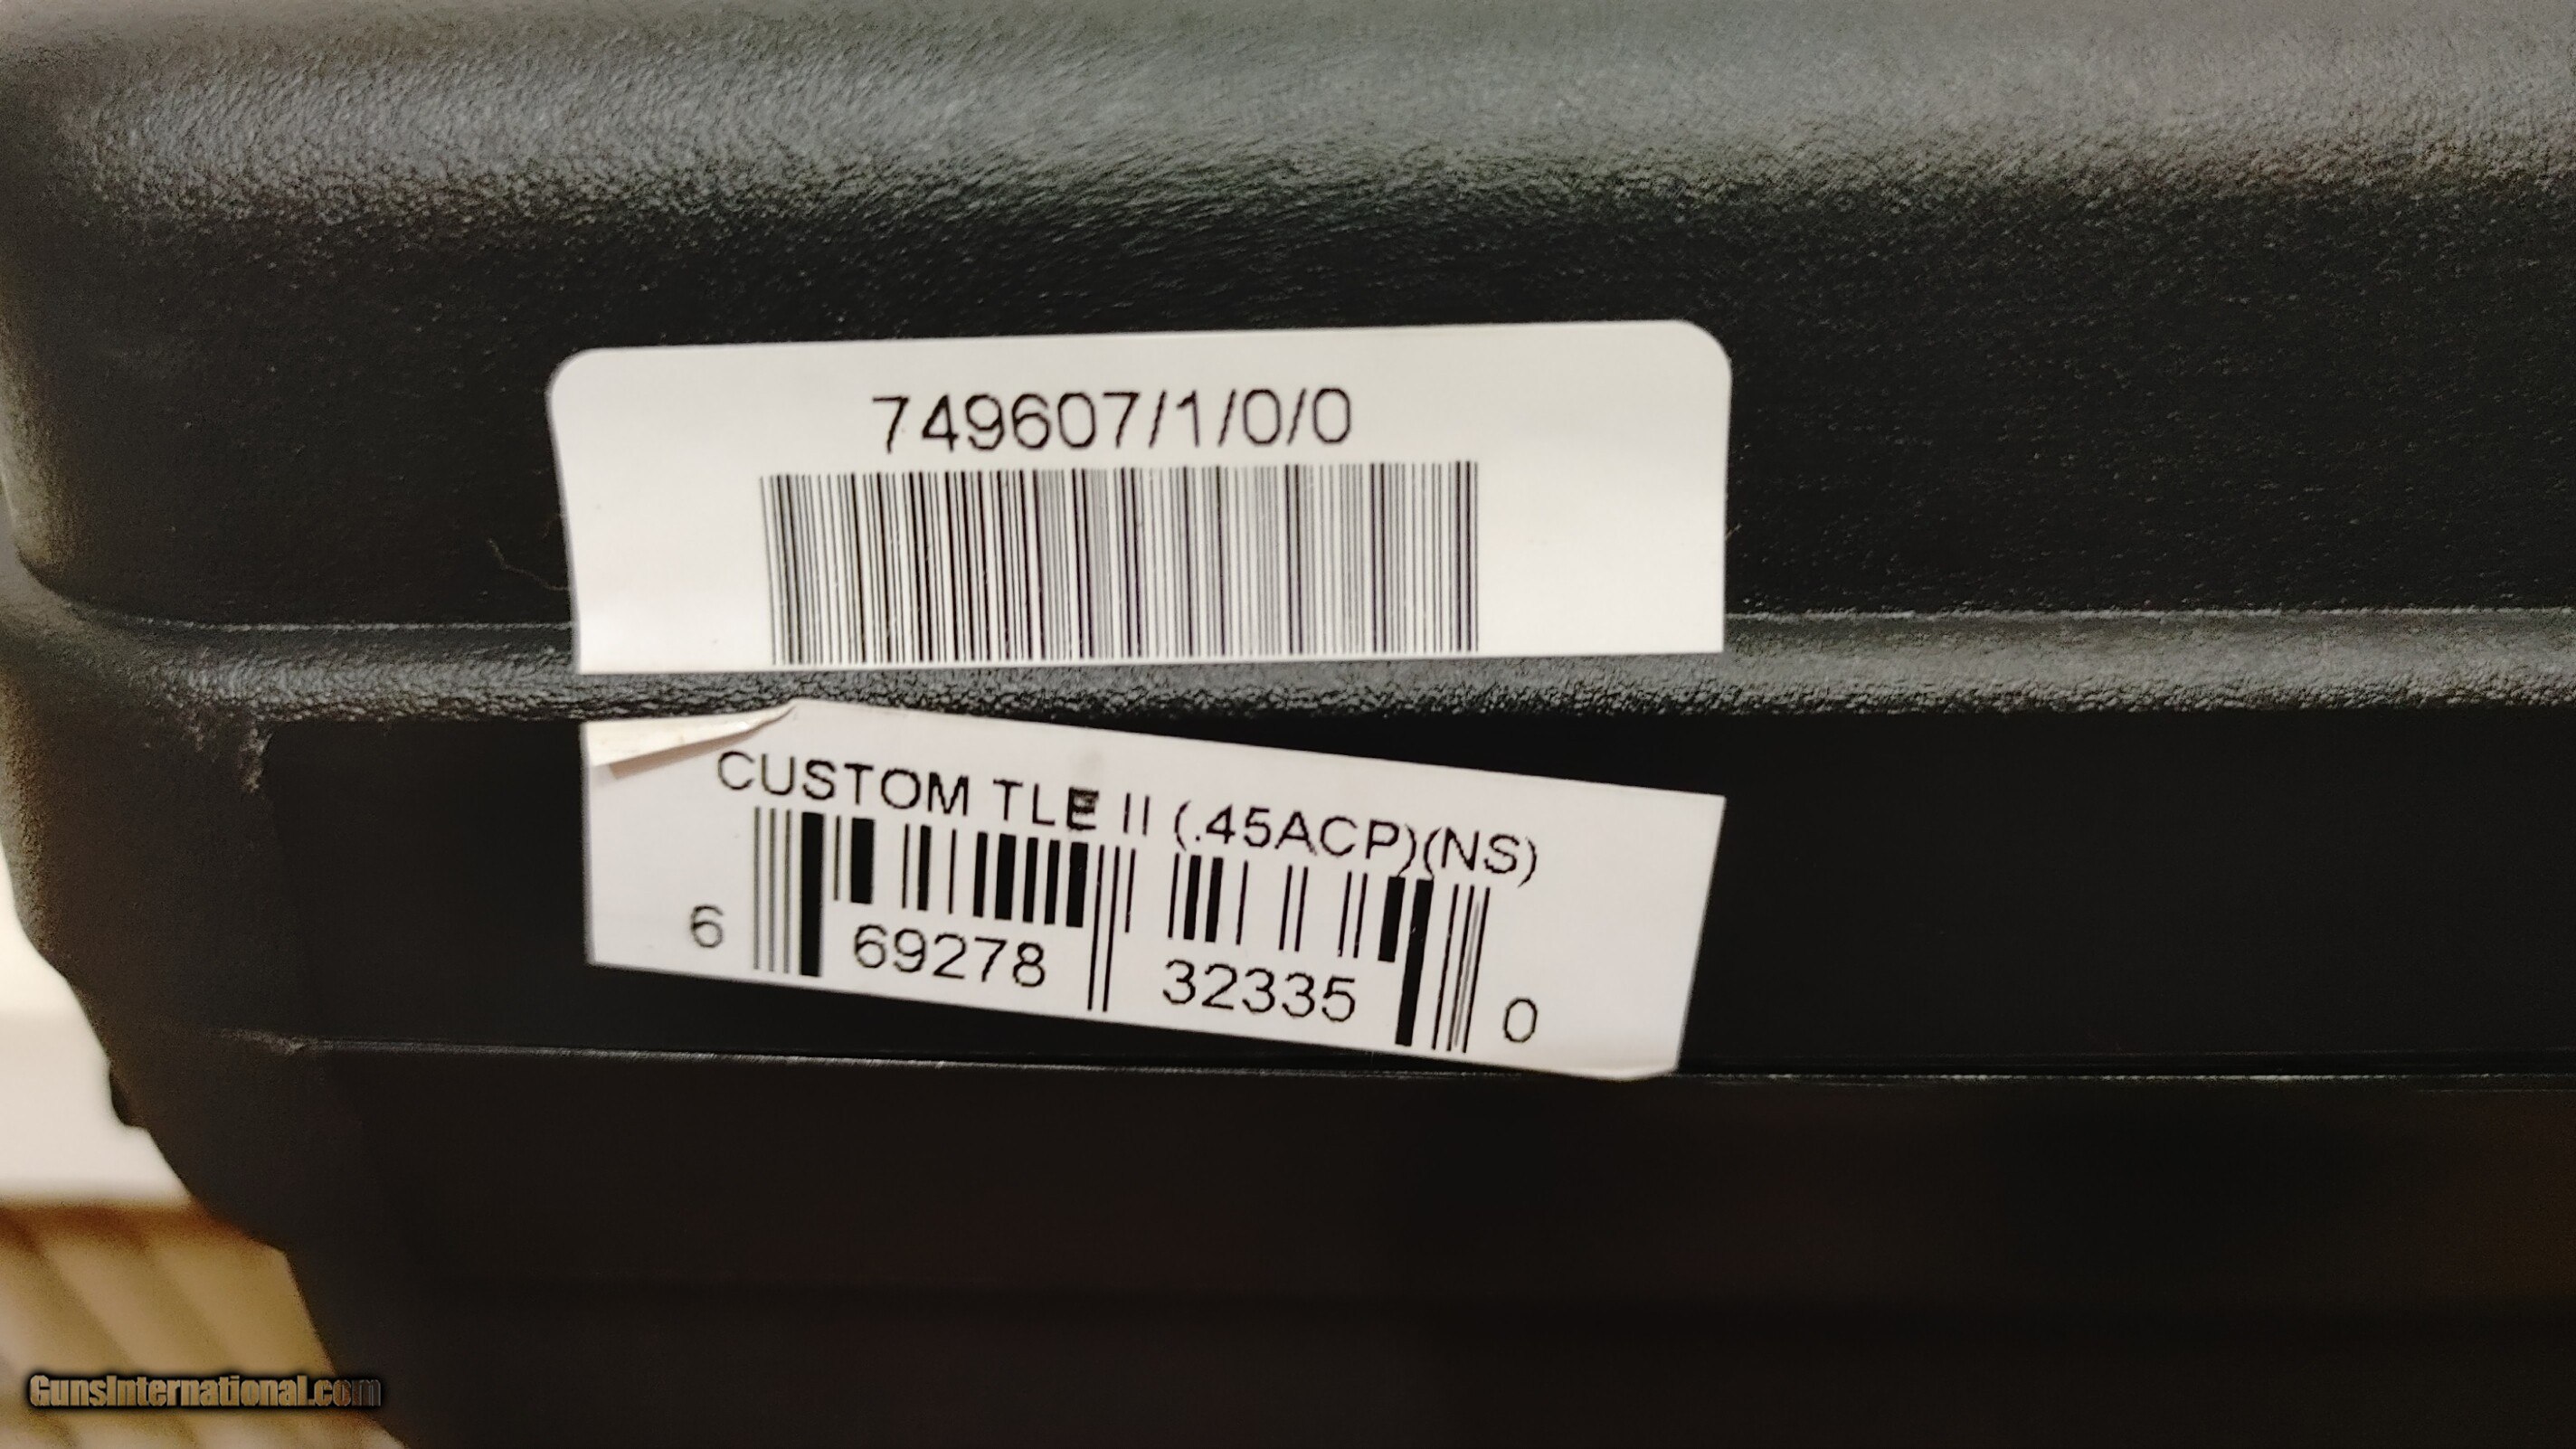 749607/1/0/0
CUSTOM TLE II (.45ACP)(NS)
6 69278 32335 0
GunsInternational.com